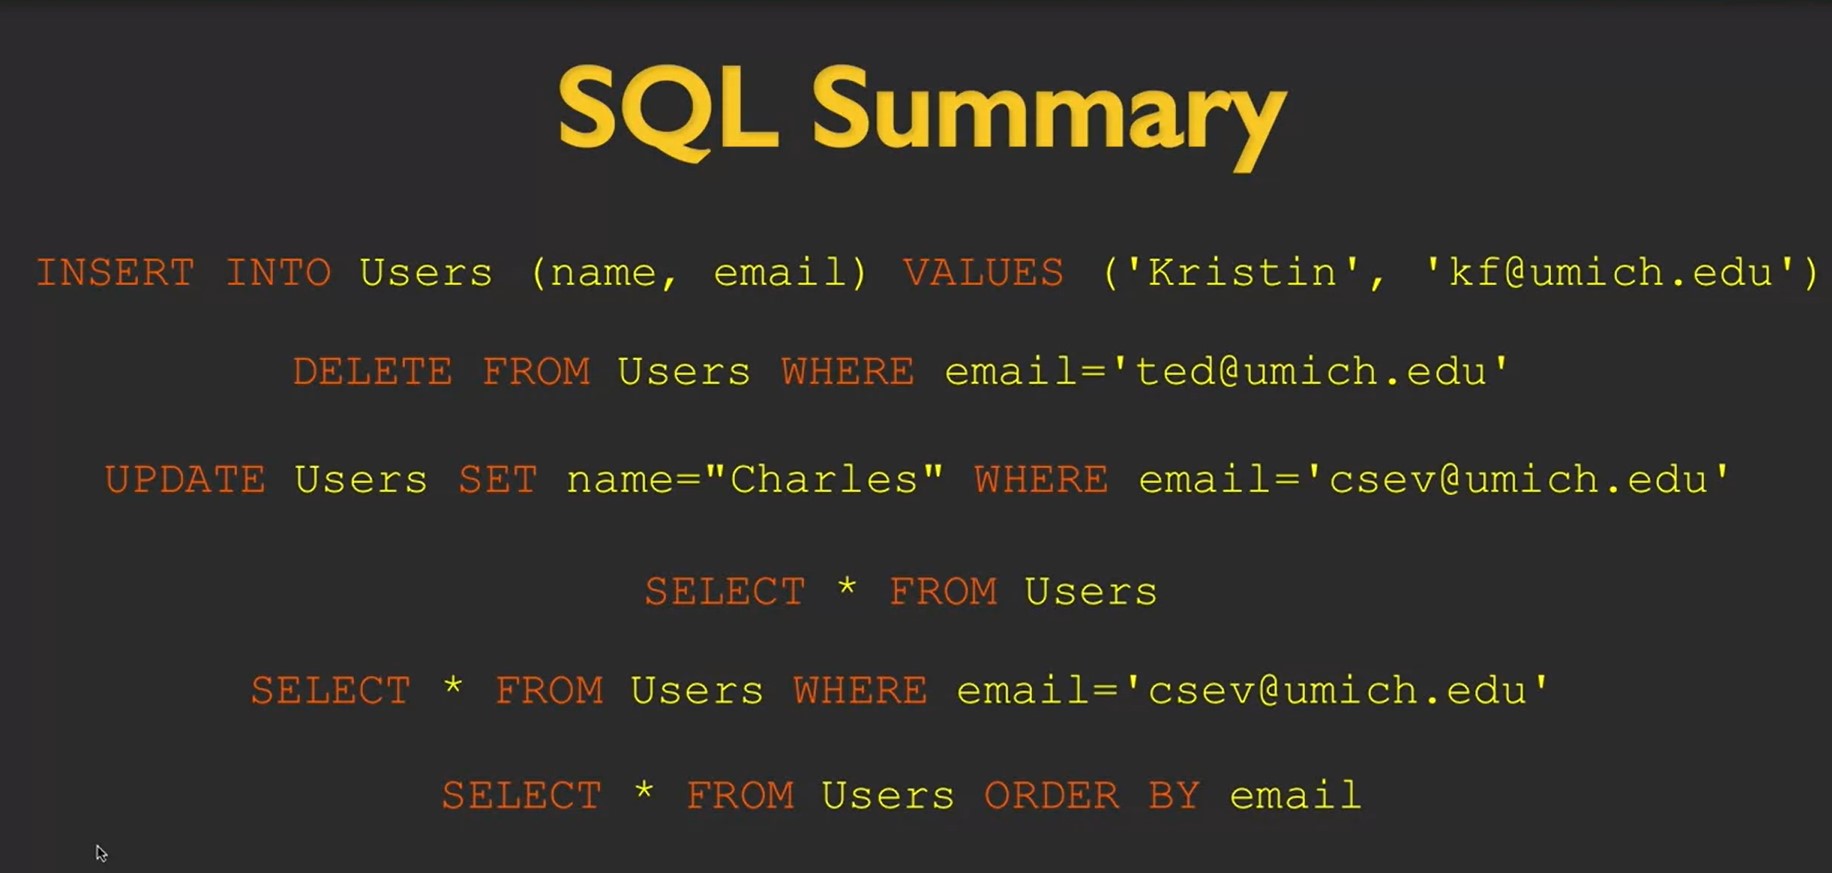 SQL Summary
INSERT INTO Users (name, email) VALUES ('Kristin', 'kf@umich.edu')
DELETE FROM Users WHERE email='ted@umich.edu'
UPDATE Users SET name="Charles" WHERE email='csev@umich.edu'
SELECT * FROM Users
SELECT * FROM Users WHERE email='csev@umich.edu'
SELECT * FROM Users ORDER BY email